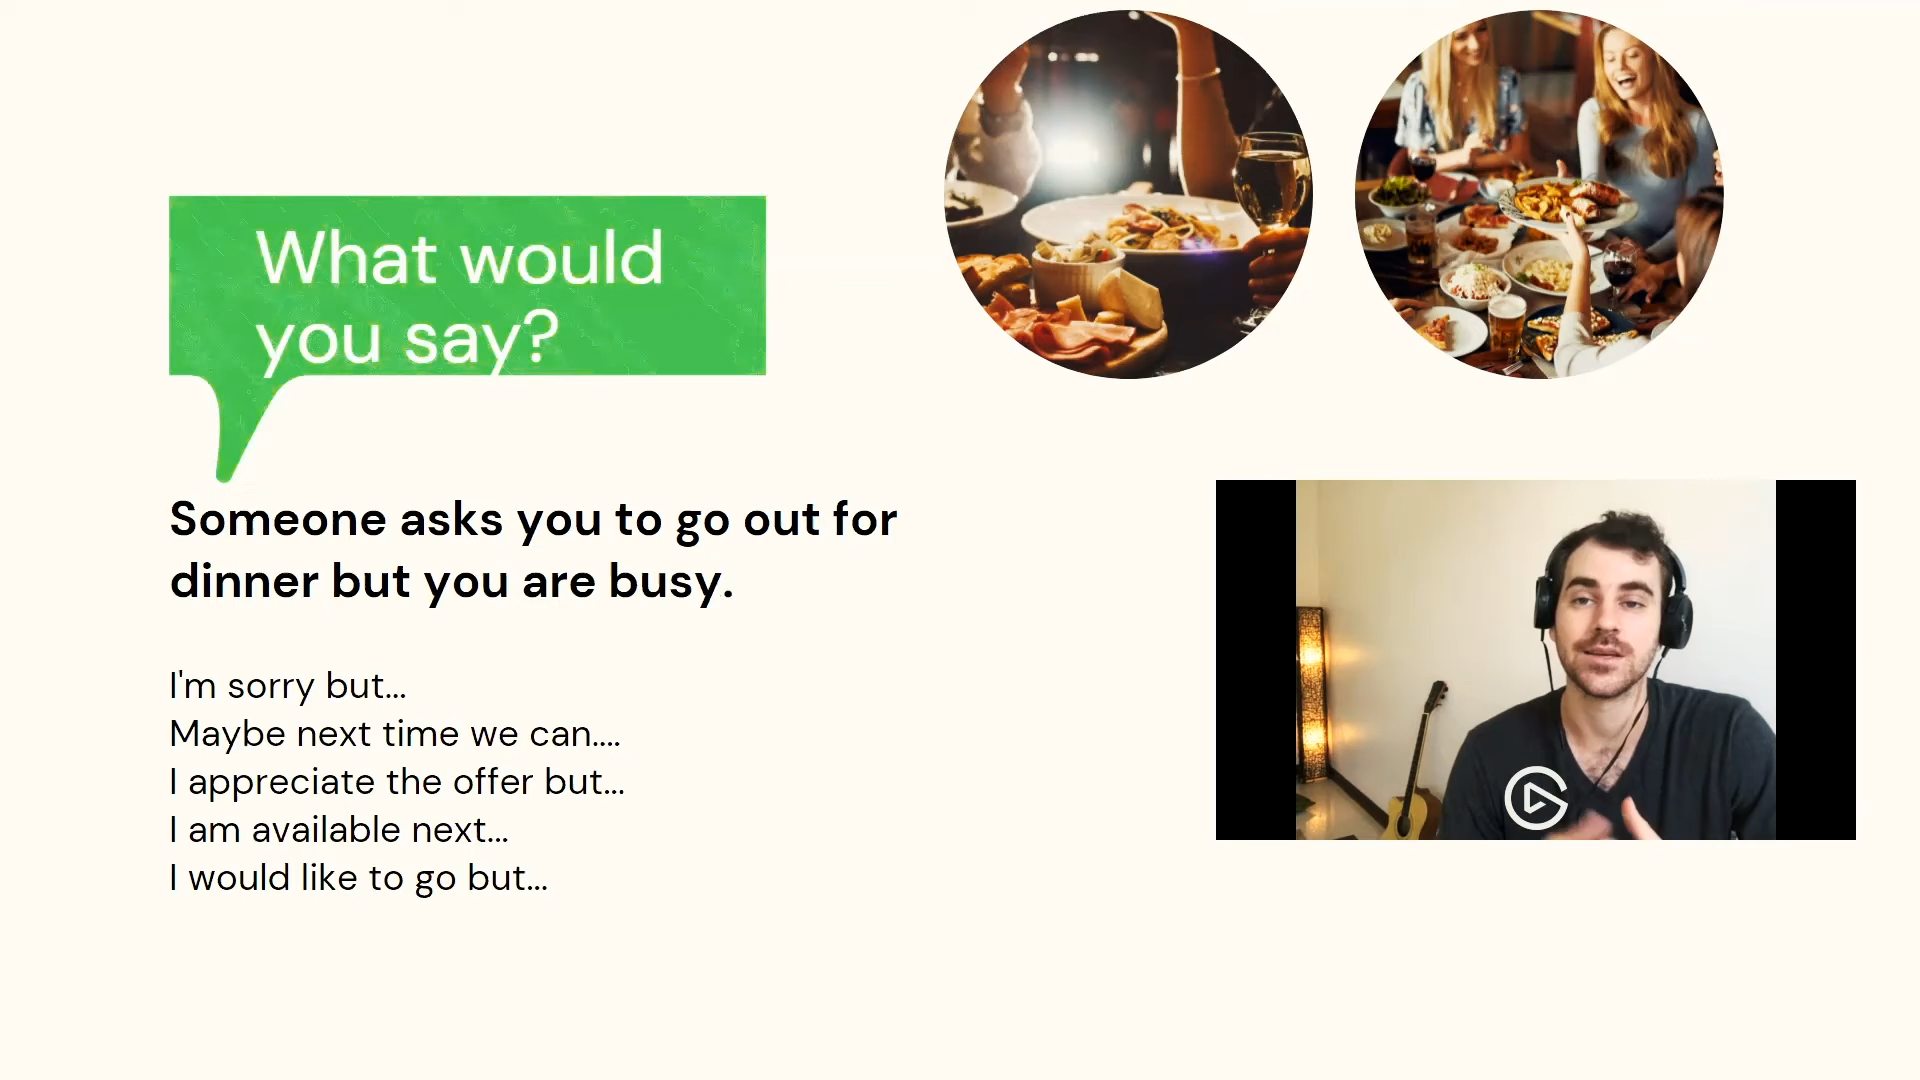 What would
you say?
Someone asks you to go out for
dinner but you are busy.
I'm sorry but...
Maybe next time we can....
I appreciate the offer but...
I am available next...
I would like to go but...